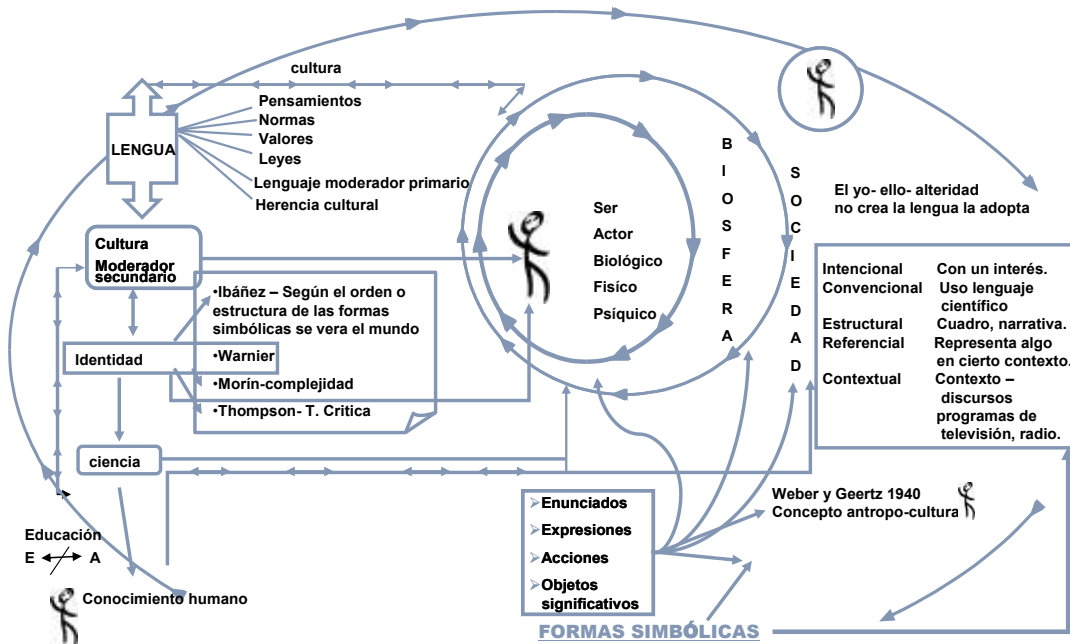 cultura
Pensamientos
Normas
Valores
Leyes
Lenguaje moderador primario
Herencia cultural
LENGUA
Cultura
Moderador
secundário
•Ibáñez – Según el orden o
estructura de las formas
simbólicas se vera el mundo
•Warnier
•Morín-complejidad
•Thompson- T. Critica
Identidad
ciencia
Educación
E A
Conocimiento humano
Ser
Actor
Biológico
Fisíco
Psíquico
BIOSFERA
SOCIEDAD
El yo- ello- alteridad
no crea la lengua la adopta
Intencional Con un interés.
Convencional Uso lenguaje
científico
Estructural Cuadro, narrativa.
Referencial Representa algo
en cierto contexto.
Contextual Contexto –
discursos
programas de
televisión, radio.
Enunciados
Expresiones
Acciones
Objetos
significativos
Weber y Geertz 1940
Concepto antropo-cultura
FORMAS SIMBÓLICAS